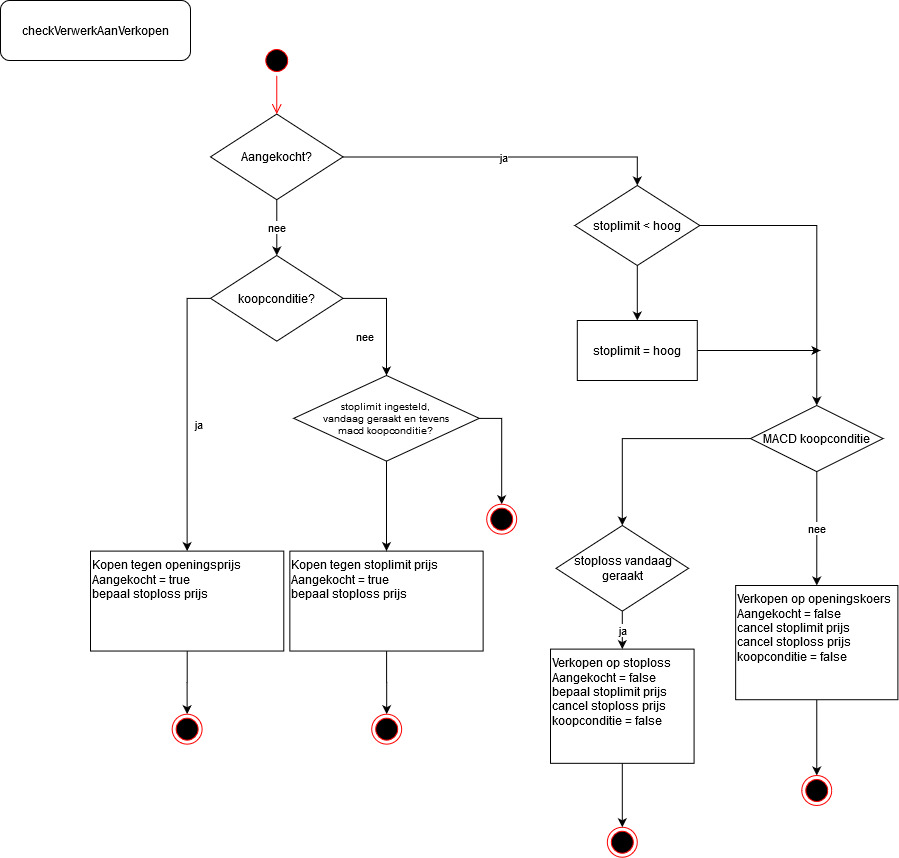 checkVerwerkAanVerkopen
Aangekocht?
ja
nee
stoplimit < hoog
koopconditie?
nee
stoplimit = hoog
ja
stoplimit ingesteld,
vandaag geraakt en tevens
macd koopconditie?
MACD koopconditie
nee
stoploss vandaag
geraakt
ja
Kopen tegen openingsprijs
Aangekocht = true
bepaal stoploss prijs
Kopen tegen stoplimit prijs
Aangekocht = true
bepaal stoploss prijs
Verkopen op stoploss
Aangekocht = false
bepaal stoplimit prijs
cancel stoploss prijs
koopconditie = false
Verkopen op openingskoers
Aangekocht = false
cancel stoplimit prijs
cancel stoploss prijs
koopconditie = false